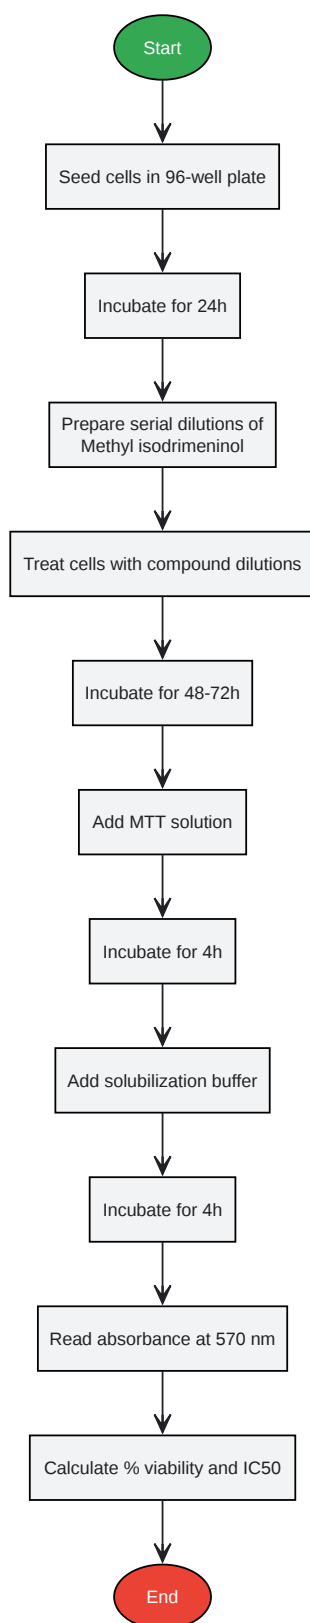 Start
Seed cells in 96-well plate
Incubate for 24h
Prepare serial dilutions of
Methyl isodrimeninol
Treat cells with compound dilutions
Incubate for 48-72h
Add MTT solution
Incubate for 4h
Add solubilization buffer
Incubate for 4h
Read absorbance at 570 nm
Calculate % viability and IC50
End